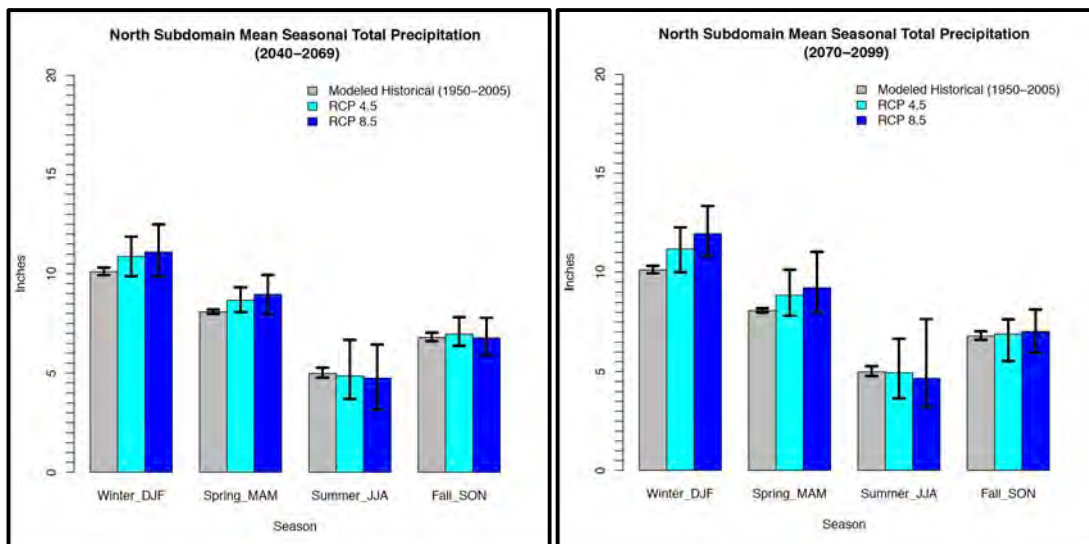 North Subdomain Mean Seasonal Total Precipitation
(2040–2069)
Modeled Historical (1950–2005)
RCP 4.5
RCP 8.5
20
15
10
5
0
Inches
Winter_DJF
Spring_MAM
Summer_JJA
Fall_SON
Season
North Subdomain Mean Seasonal Total Precipitation
(2070–2099)
Modeled Historical (1950–2005)
RCP 4.5
RCP 8.5
20
15
10
5
0
Inches
Winter_DJF
Spring_MAM
Summer_JJA
Fall_SON
Season